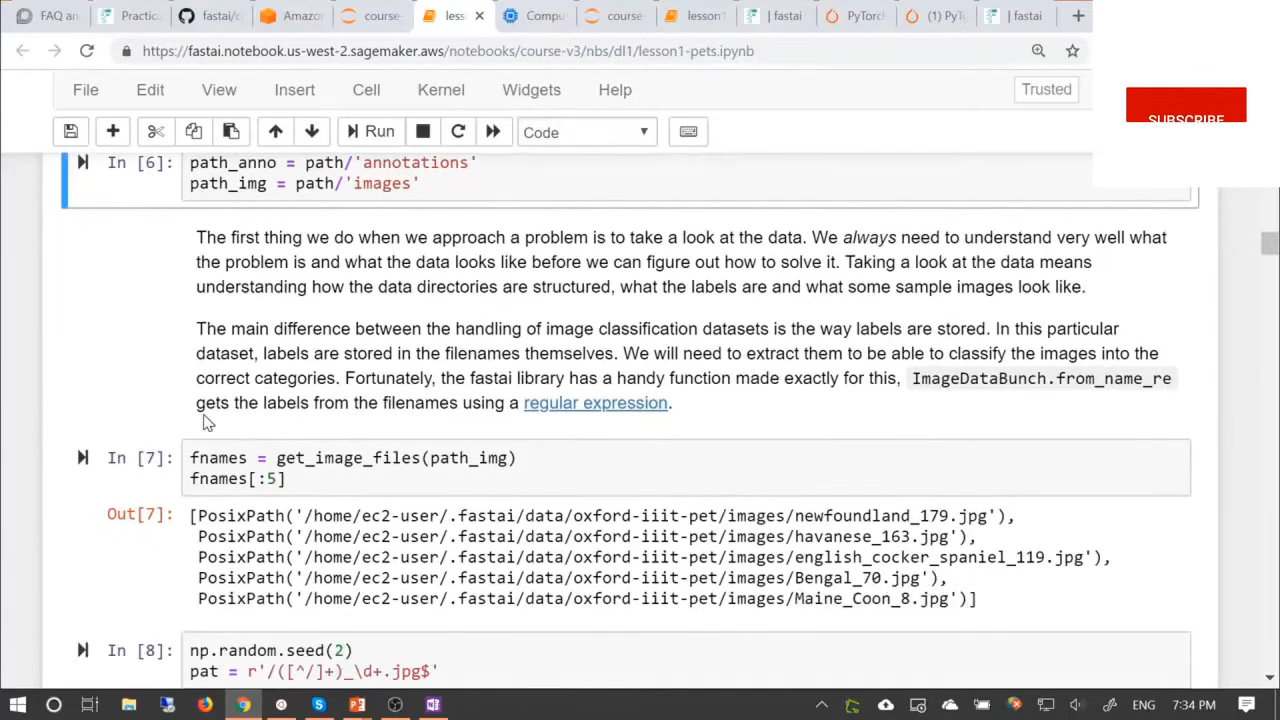 FAQ an
Practica
fastai/c
Amazon
course-
less
Compu
course-
lesson1
| fastai
PyTorch
(1) PyT
| fastai
https://fastai.notebook.us-west-2.sagemaker.aws/notebooks/course-v3/nbs/dl1/lesson1-pets.ipynb
File Edit View Insert Cell Kernel Widgets Help Trusted
SUBSCRIBE
Run Code
In [6]: path_anno = path/'annotations'
path_img = path/'images'
The first thing we do when we approach a problem is to take a look at the data. We always need to understand very well what
the problem is and what the data looks like before we can figure out how to solve it. Taking a look at the data means
understanding how the data directories are structured, what the labels are and what some sample images look like.
The main difference between the handling of image classification datasets is the way labels are stored. In this particular
dataset, labels are stored in the filenames themselves. We will need to extract them to be able to classify the images into the
correct categories. Fortunately, the fastai library has a handy function made exactly for this, ImageDataBunch.from_name_re
gets the labels from the filenames using a regular expression.
In [7]: fnames = get_image_files(path_img)
fnames[:5]
Out[7]: [PosixPath('/home/ec2-user/.fastai/data/oxford-iiit-pet/images/newfoundland_179.jpg'),
PosixPath('/home/ec2-user/.fastai/data/oxford-iiit-pet/images/havanese_163.jpg'),
PosixPath('/home/ec2-user/.fastai/data/oxford-iiit-pet/images/english_cocker_spaniel_119.jpg'),
PosixPath('/home/ec2-user/.fastai/data/oxford-iiit-pet/images/Bengal_70.jpg'),
PosixPath('/home/ec2-user/.fastai/data/oxford-iiit-pet/images/Maine_Coon_8.jpg')]
In [8]: np.random.seed(2)
pat = r'/([^/]+)_\d+.jpg$'
ENG 7:34 PM